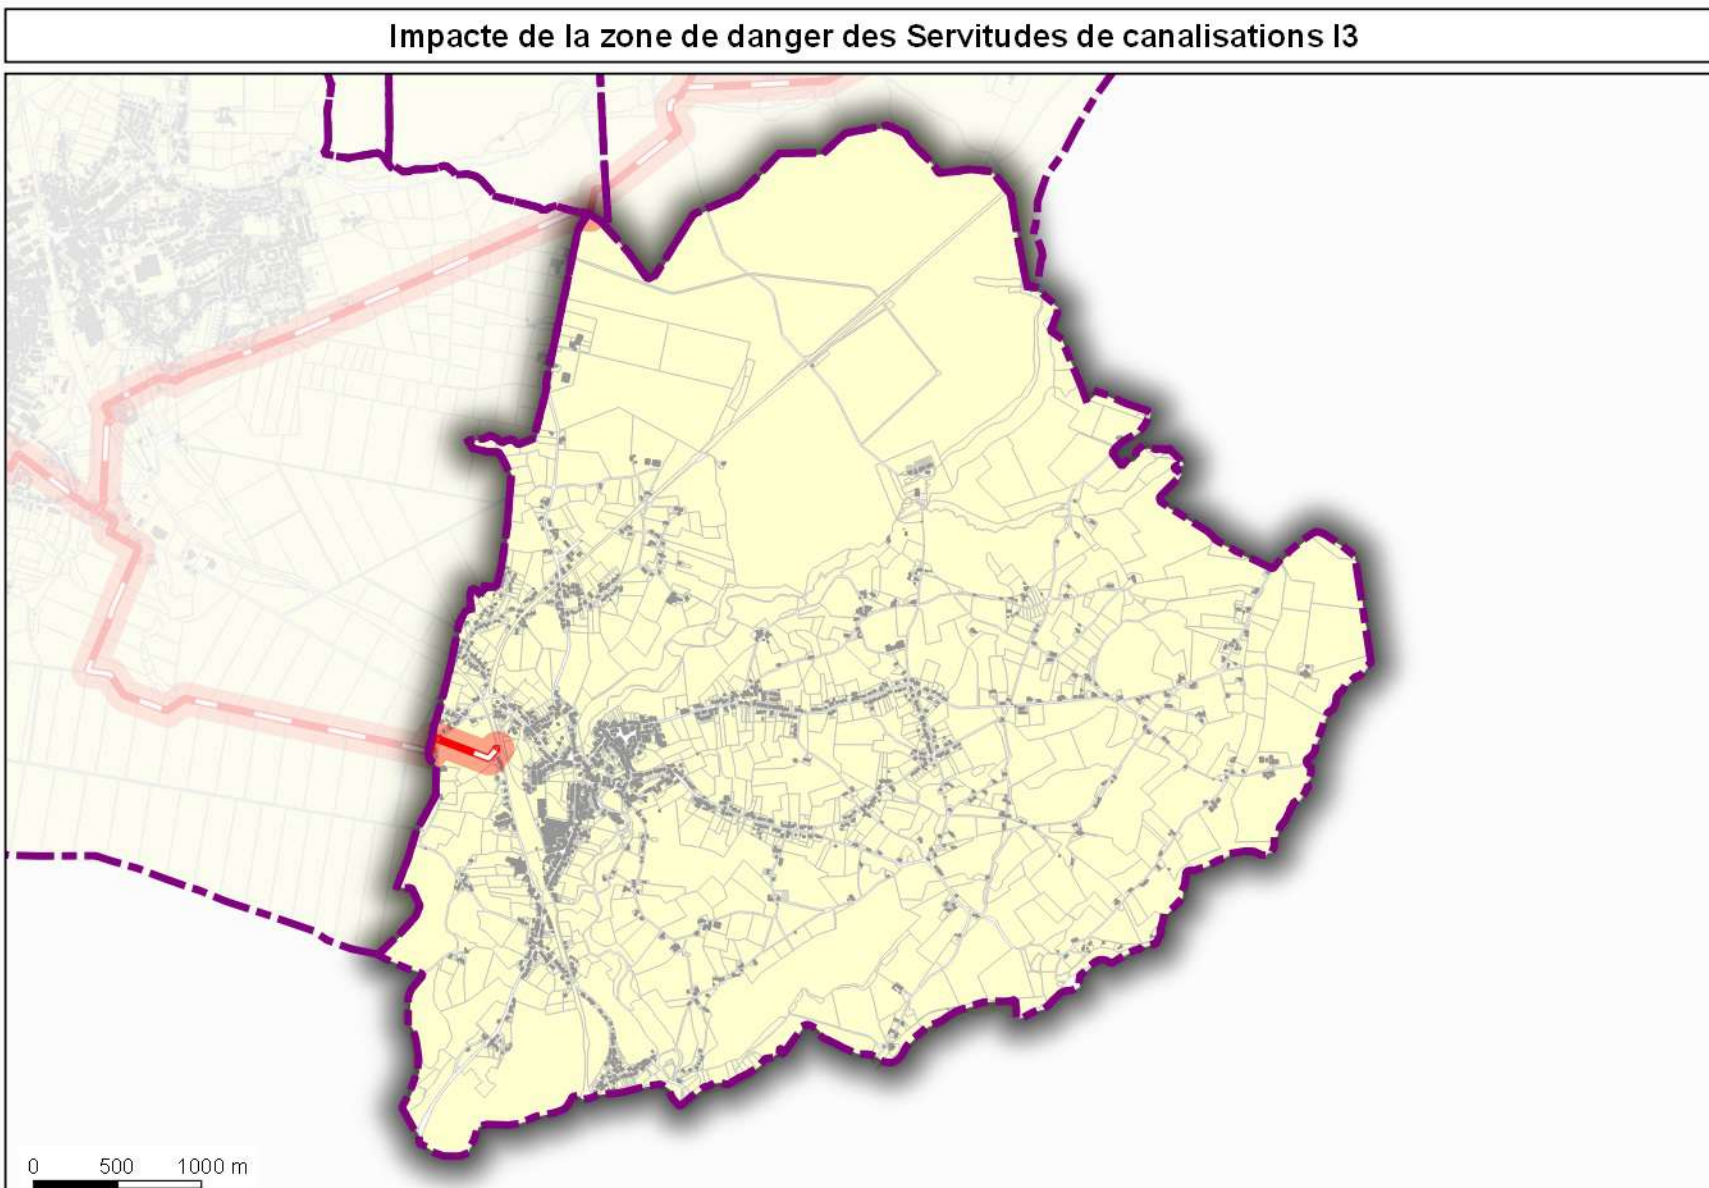 Impacte de la zone de danger des Servitudes de canalisations I3
0 500 1000 m